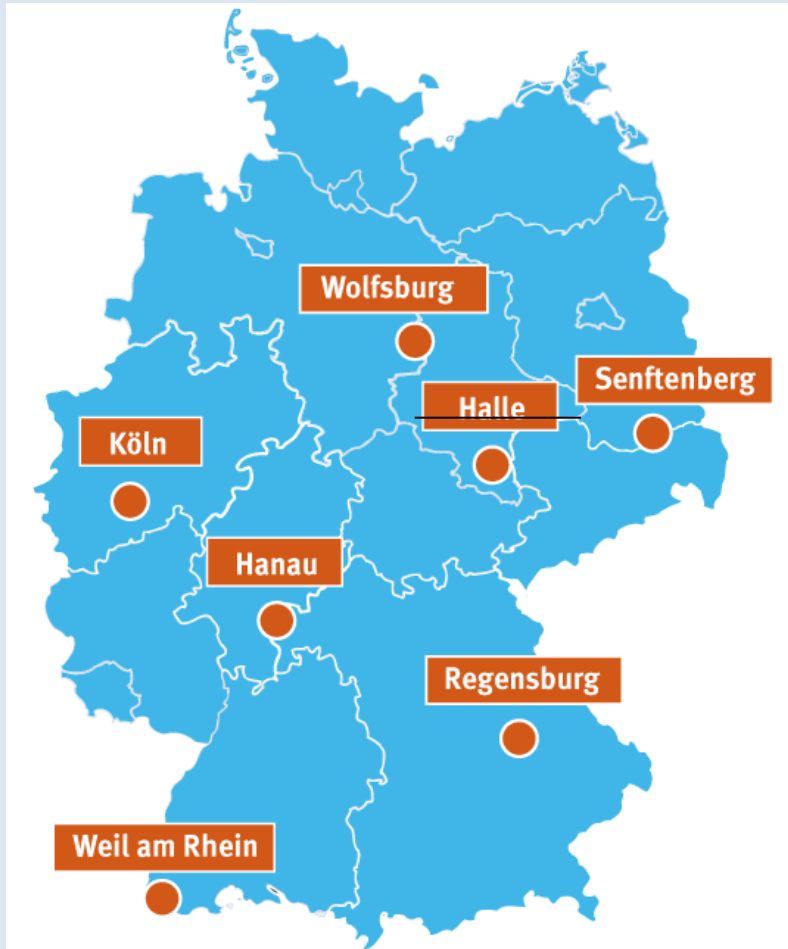 Wolfsburg
Senftenberg
Halle
Köln
Hanau
Regensburg
Weil am Rhein